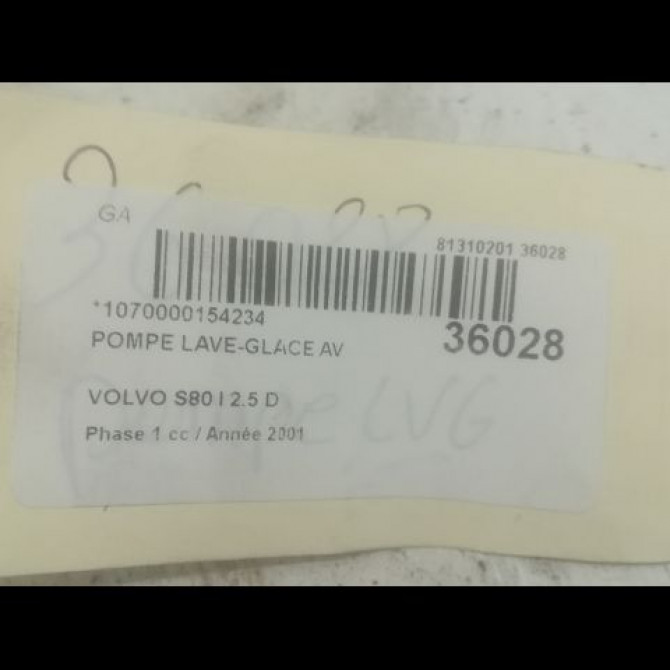 GA
81310201 36028
*1070000154234
36028
POMPE LAVE-GLACE AV
VOLVO S80 I 2.5 D
Phase 1 cc / Année 2001